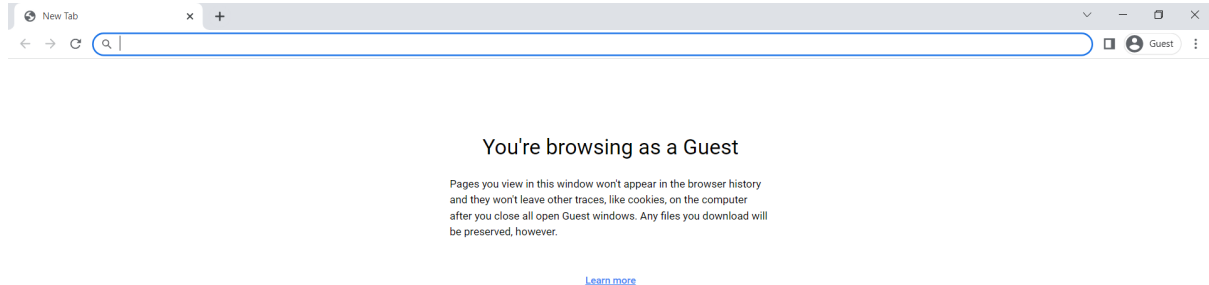 New Tab
Guest
You're browsing as a Guest
Pages you view in this window won't appear in the browser history
and they won't leave other traces, like cookies, on the computer
after you close all open Guest windows. Any files you download will
be preserved, however.
Learn more